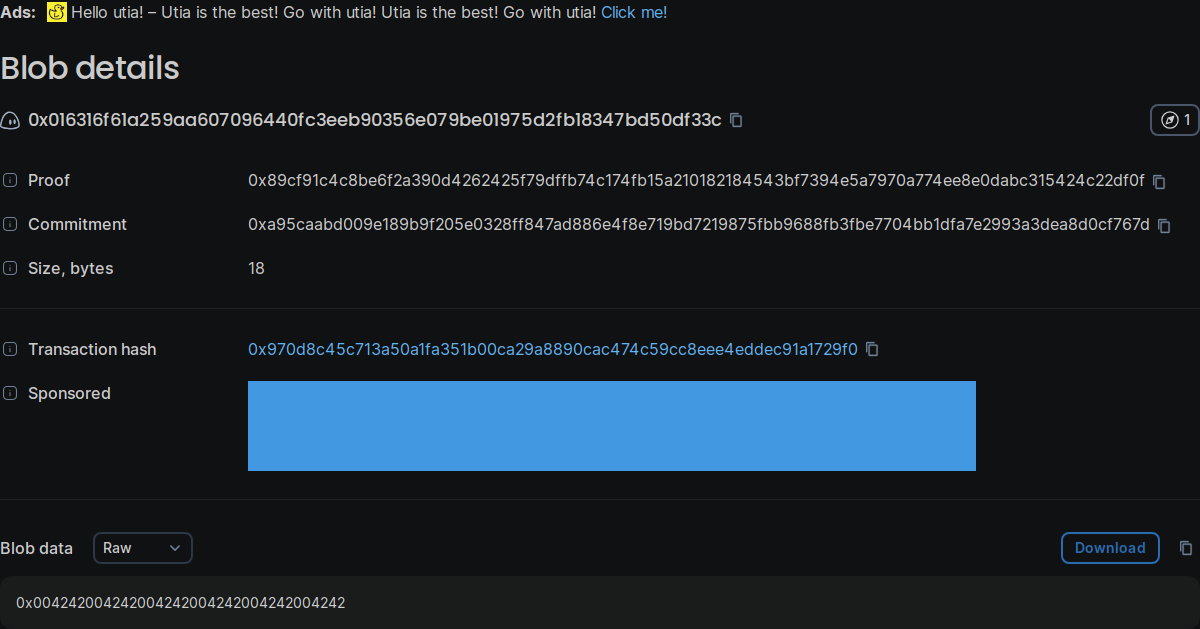 Ads: Hello utia! – Utia is the best! Go with utia! Utia is the best! Go with utia! Click me!
Blob details
0x016316f61a259aa607096440fc3eeb90356e079be01975d2fb18347bd50df33c 1
Proof 0x89cf91c4c8be6f2a390d4262425f79dffb74c174fb15a210182184543bf7394e5a7970a774ee8e0dabc315424c22df0f
Commitment 0xa95caabd009e189b9f205e0328ff847ad886e4f8e719bd7219875fbb9688fb3fbe7704bb1dfa7e2993a3dea8d0cf767d
Size, bytes 18
Transaction hash 0x970d8c45c713a50a1fa351b00ca29a8890cac474c59cc8eee4eddec91a1729f0
Sponsored
Blob data Raw Download
0x004242004242004242004242004242004242